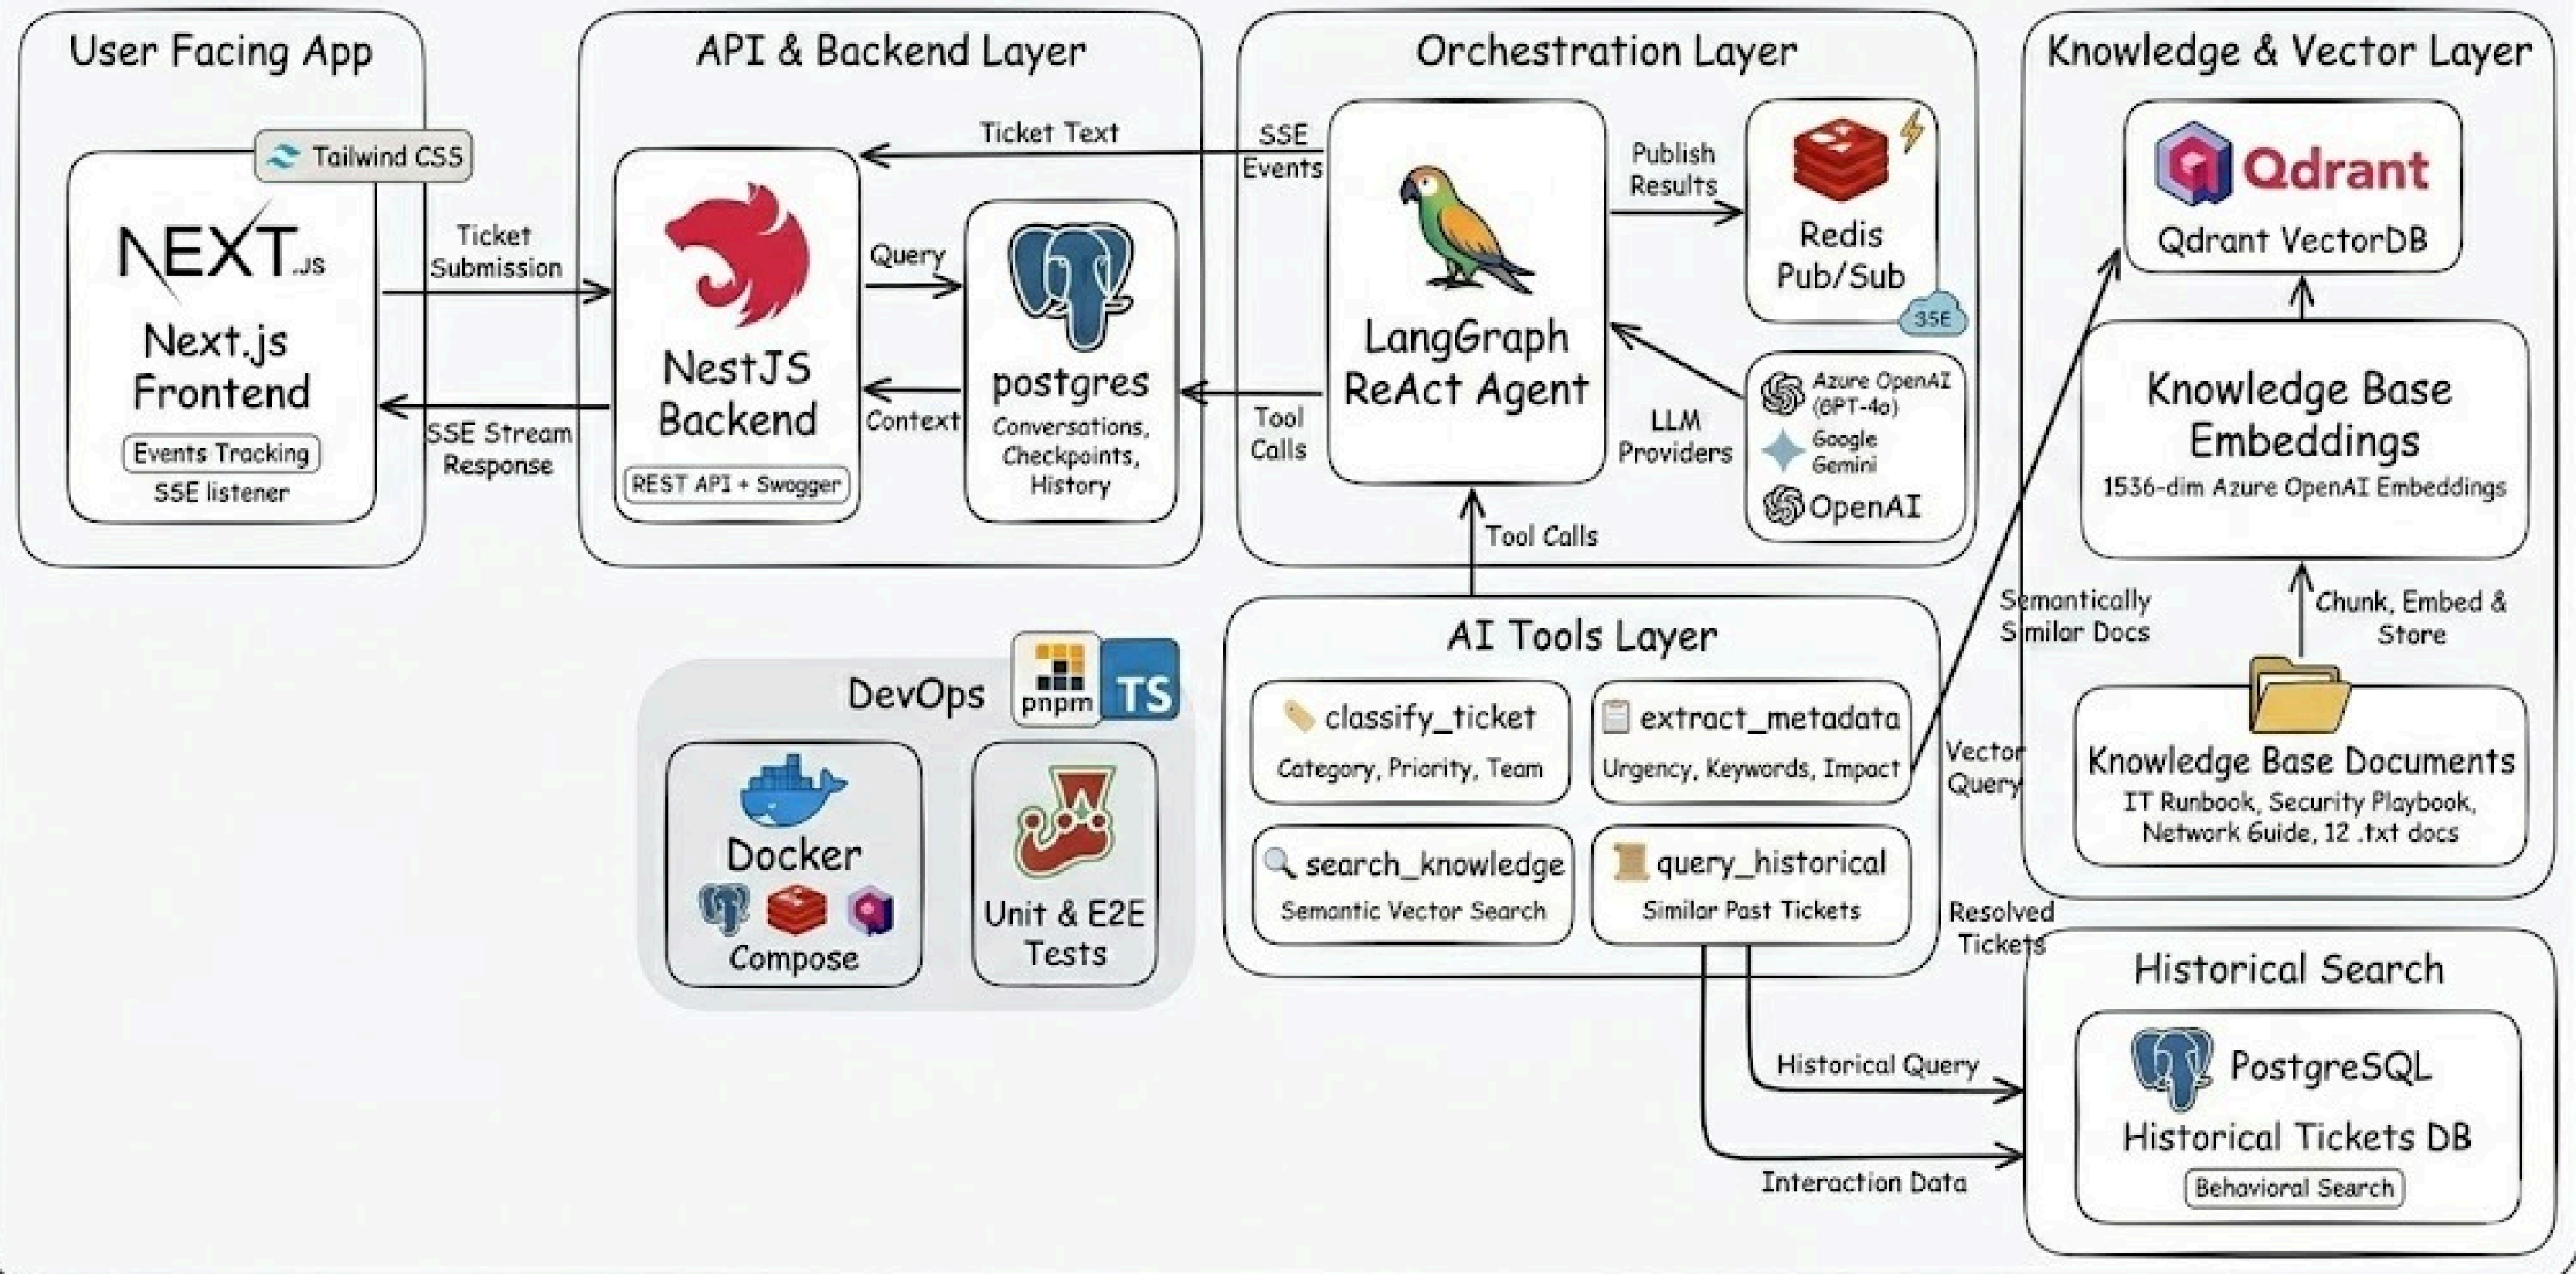 User Facing App
Tailwind CSS
NEXT.JS
Next.js
Frontend
Events Tracking
SSE listener
Ticket
Submission
SSE Stream
Response
API & Backend Layer
Ticket Text
NestJS
Backend
REST API + Swagger
Query
Context
postgres
Conversations,
Checkpoints,
History
Orchestration Layer
SSE
Events
Tool
Calls
LangGraph
ReAct Agent
Publish
Results
Redis
Pub/Sub
35E
LLM
Providers
Azure OpenAI
(GPT-4o)
Google
Gemini
OpenAI
Tool Calls
Knowledge & Vector Layer
Qdrant
Qdrant VectorDB
Knowledge Base
Embeddings
1536-dim Azure OpenAI Embeddings
Semantically
Similar Docs
Chunk, Embed &
Store
Knowledge Base Documents
IT Runbook, Security Playbook,
Network Guide, 12 .txt docs
DevOps
pnpm
TS
Docker
Compose
Unit & E2E
Tests
AI Tools Layer
classify_ticket
Category, Priority, Team
extract_metadata
Urgency, Keywords, Impact
search_knowledge
Semantic Vector Search
query_historical
Similar Past Tickets
Vector
Query
Resolved
Tickets
Historical Query
Interaction Data
Historical Search
PostgreSQL
Historical Tickets DB
Behavioral Search